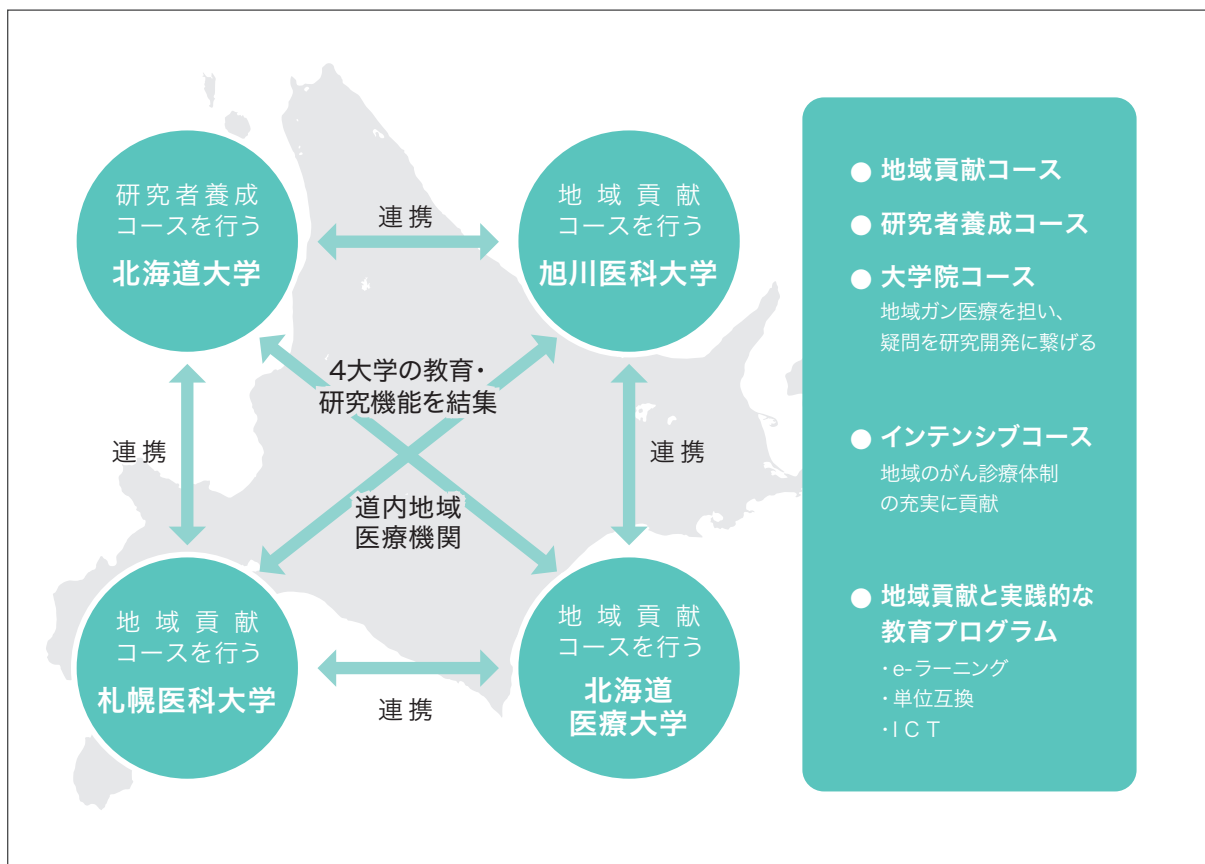 研究者養成
コースを行う
北海道大学
連携
地域貢献
コースを行う
旭川医科大学
4大学の教育・
研究機能を結集
連携
連携
道内地域
医療機関
地域貢献
コースを行う
札幌医科大学
連携
地域貢献
コースを行う
北海道
医療大学
● 地域貢献コース
● 研究者養成コース
● 大学院コース
地域ガン医療を担い、
疑問を研究開発に繋げる
● インテンシブコース
地域のがん診療体制
の充実に貢献
● 地域貢献と実践的な
教育プログラム
・e-ラーニング
・単位互換
・ICT